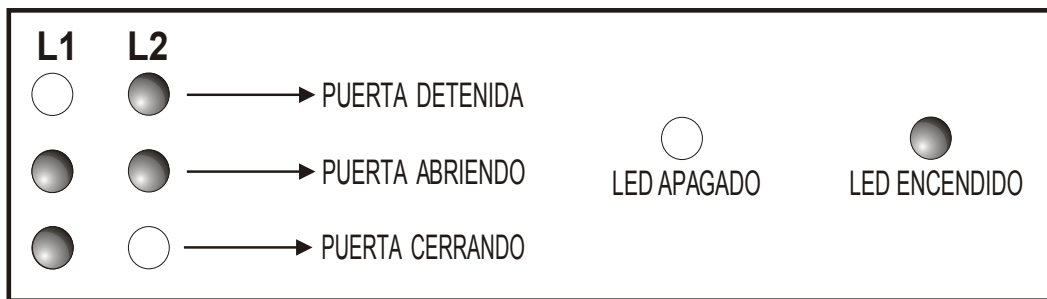 L1 L2
PUERTA DETENIDA
PUERTA ABRIENDO
PUERTA CERRANDO
LED APAGADO
LED ENCENDIDO